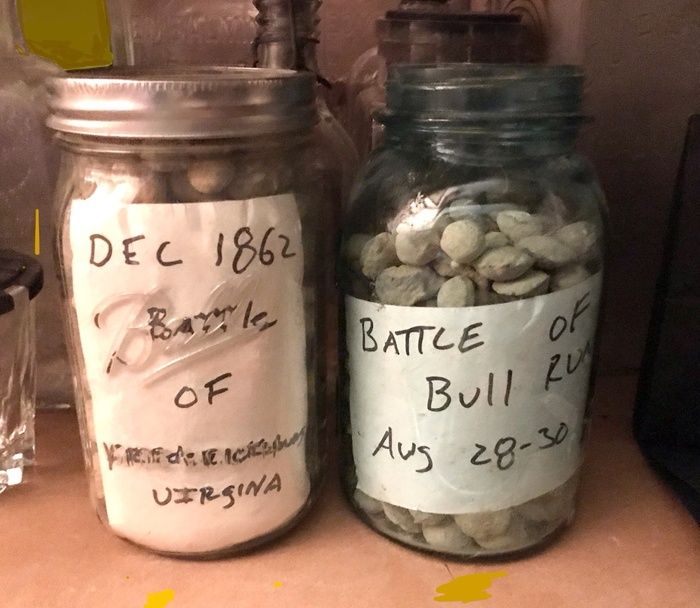 DEC 1862
Battle
OF
VIRGINA
BATTLE OF
Bull RUN
Aug 28-30